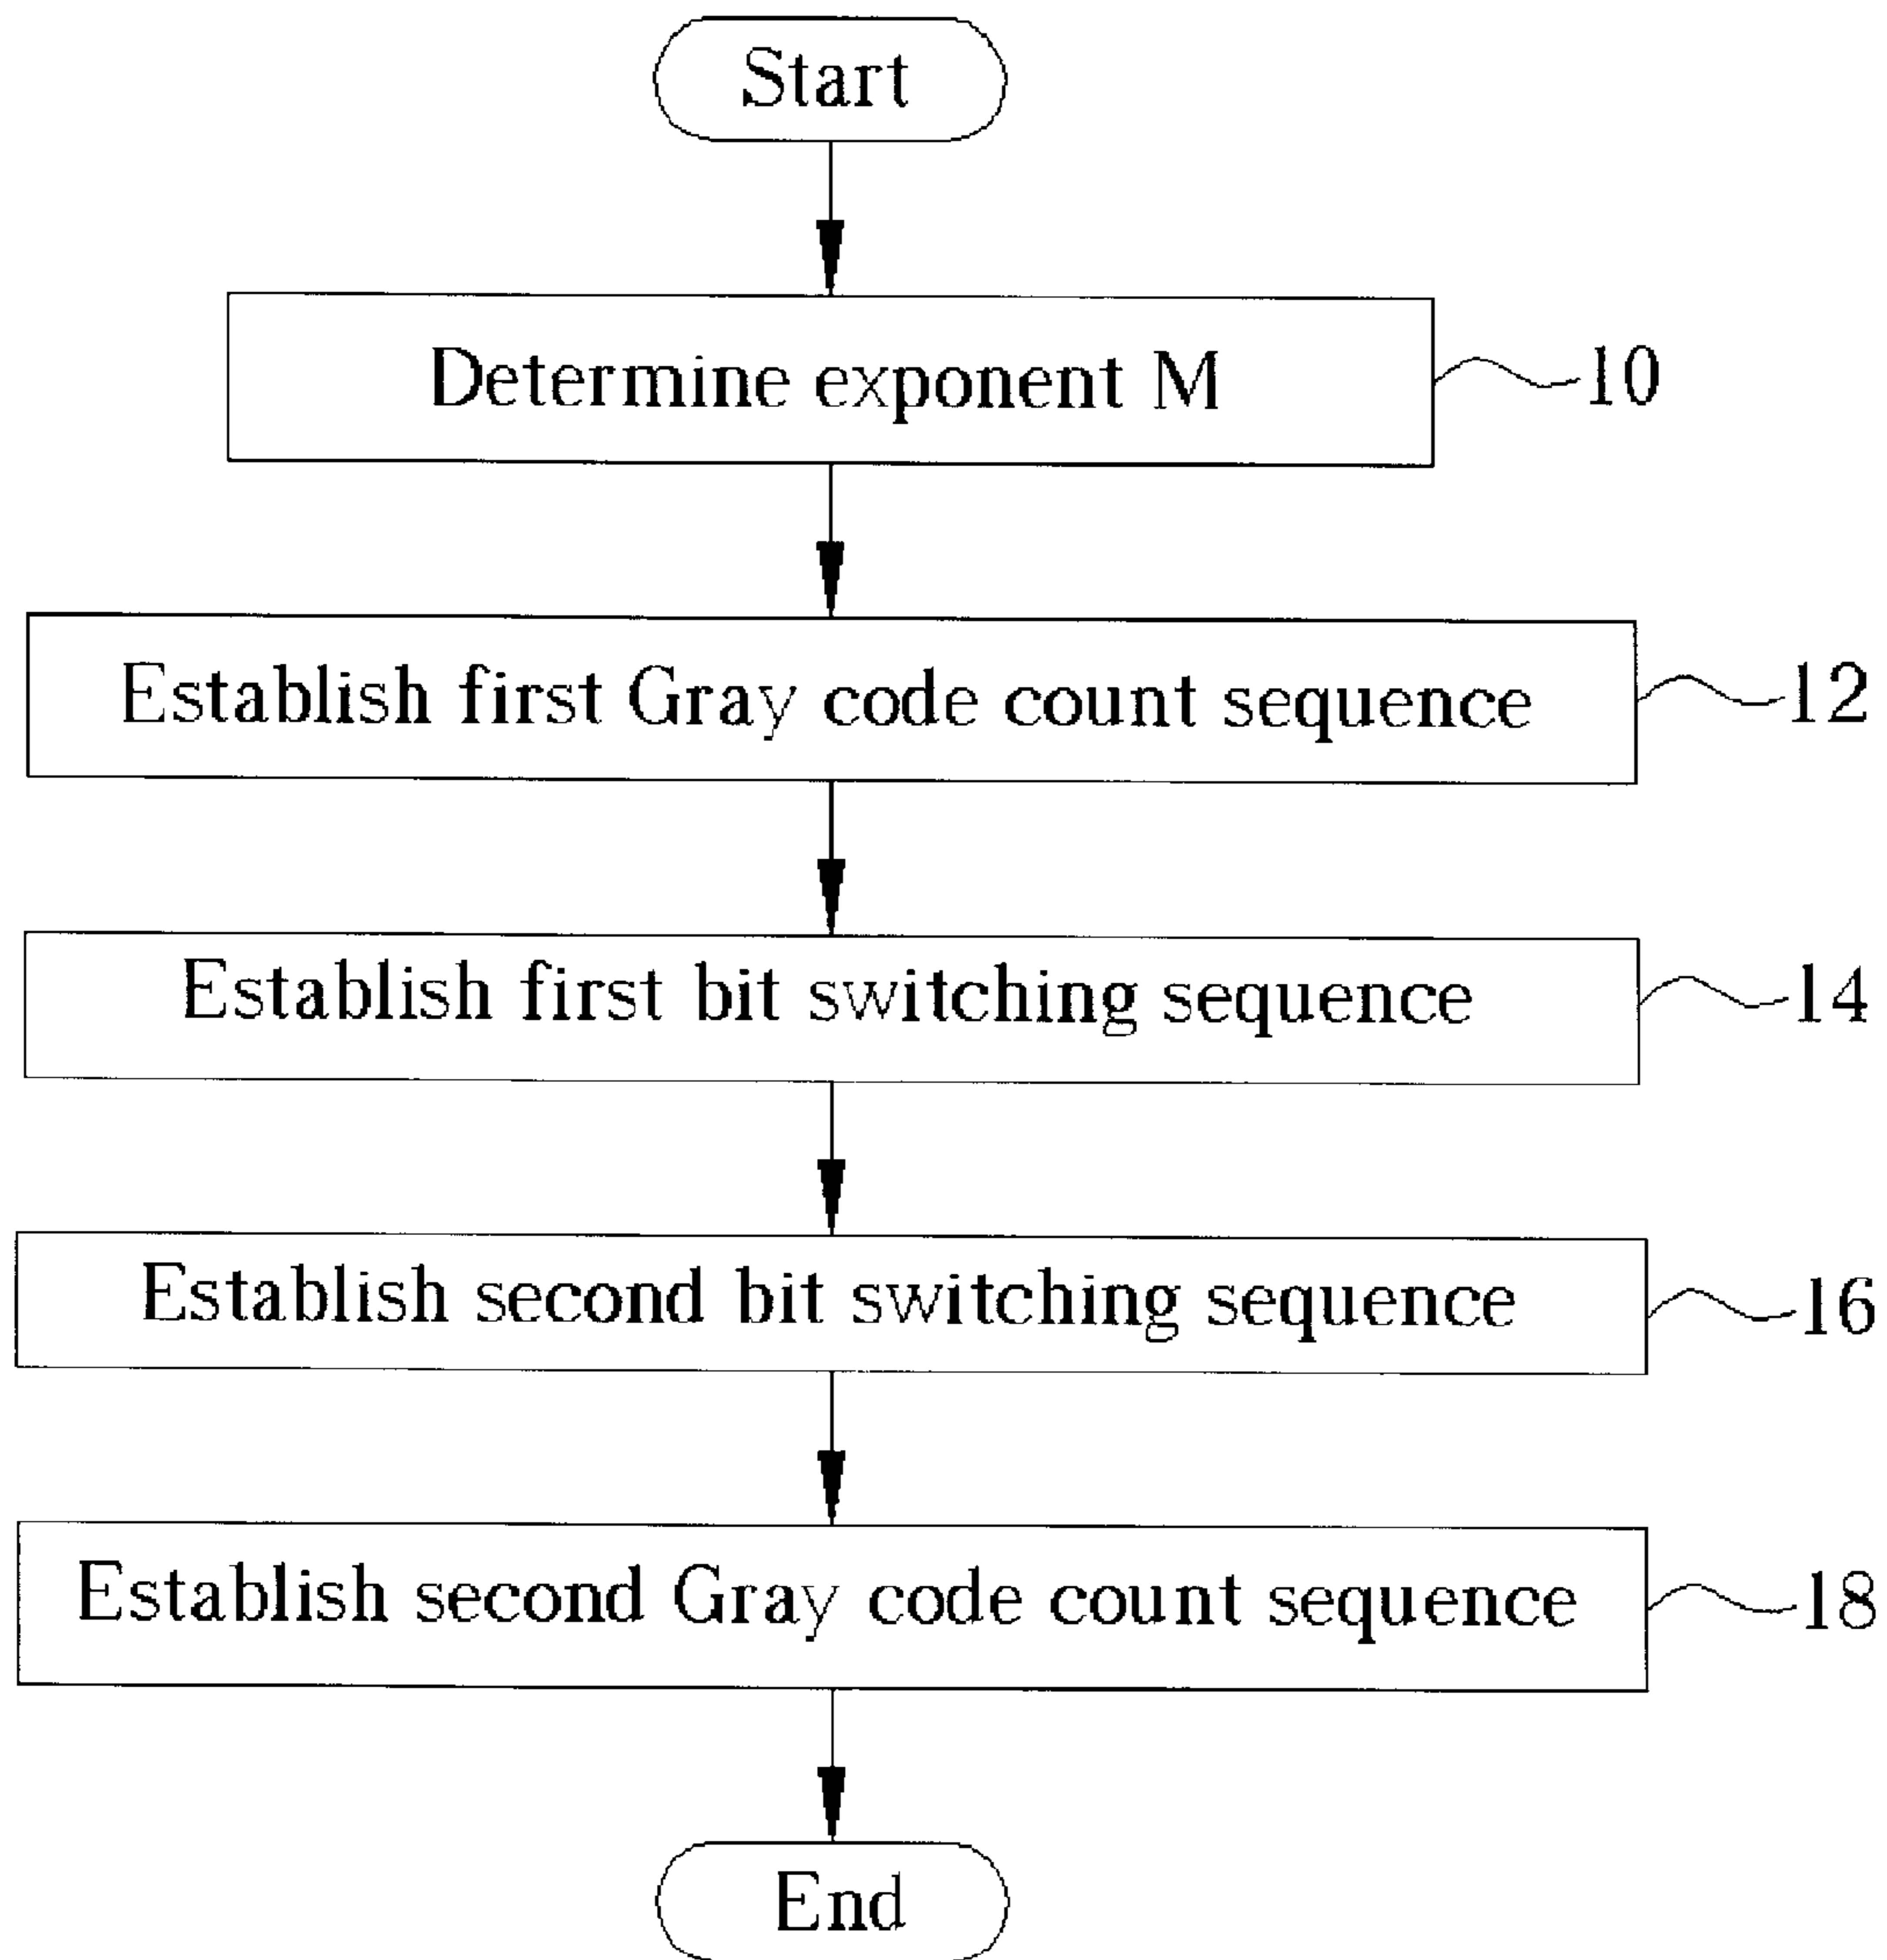 Start
Determine exponent M
10
Establish first Gray code count sequence
12
Establish first bit switching sequence
14
Establish second bit switching sequence
16
Establish second Gray code count sequence
18
End